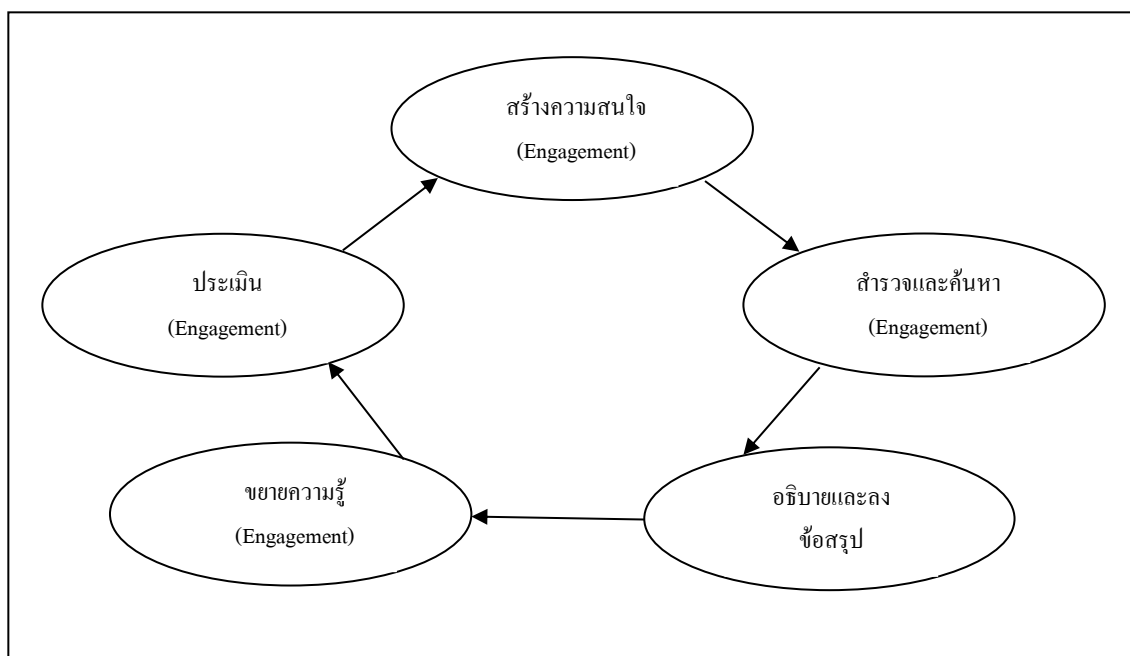 สร้างความสนใจ
(Engagement)
ประเมิน
(Engagement)
สำรวจและค้นหา
(Engagement)
ขยายความรู้
(Engagement)
อธิบายและลง
ข้อสรุป